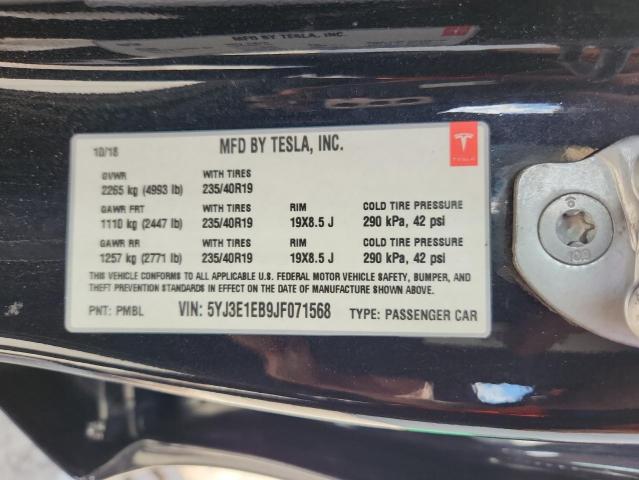 MFD BY TESLA, INC.
10/18 MFD BY TESLA, INC.
TESLA
GVWR WITH TIRES
2265 kg (4993 lb) 235/40R19
GAWR FRT WITH TIRES RIM COLD TIRE PRESSURE
1110 kg (2447 lb) 235/40R19 19X8.5 J 290 kPa, 42 psi
GAWR RR WITH TIRES RIM COLD TIRE PRESSURE
1257 kg (2771 lb) 235/40R19 19X8.5 J 290 kPa, 42 psi
THIS VEHICLE CONFORMS TO ALL APPLICABLE U.S. FEDERAL MOTOR VEHICLE SAFETY, BUMPER, AND
THEFT PREVENTION STANDARDS IN EFFECT ON THE DATE OF MANUFACTURE SHOWN ABOVE.
PNT: PMBL VIN: 5YJ3E1EB9JF071568 TYPE: PASSENGER CAR